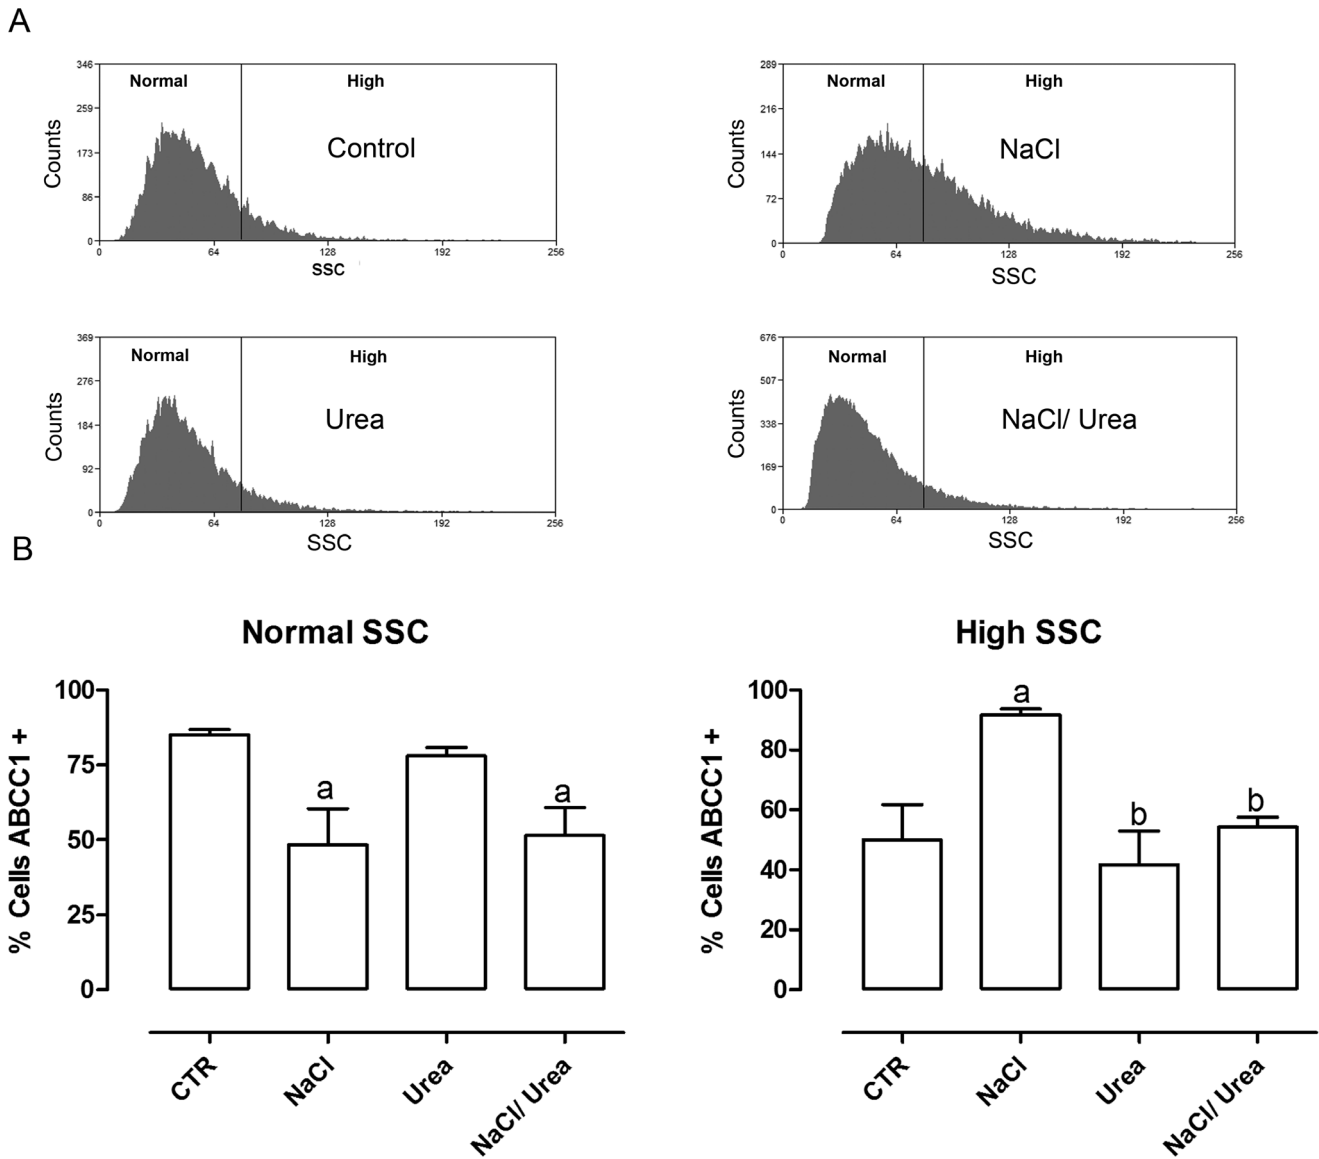 A
346
259
173
86
0
Counts
Normal
High
Control
0 64 128 192 256
SSC
289
216
144
72
0
Counts
Normal
High
NaCl
0 64 128 192 256
SSC
369
276
184
92
0
Counts
Normal
High
Urea
0 64 128 192 256
SSC
676
507
338
169
0
Counts
Normal
High
NaCl/ Urea
0 64 128 192 256
SSC
B
Normal SSC
% Cells ABCC1 +
100
75
50
25
0
a
a
CTR
NaCl
Urea
NaCl/ Urea
High SSC
% Cells ABCC1 +
100
80
60
40
20
0
a
b
b
CTR
NaCl
Urea
NaCl/ Urea